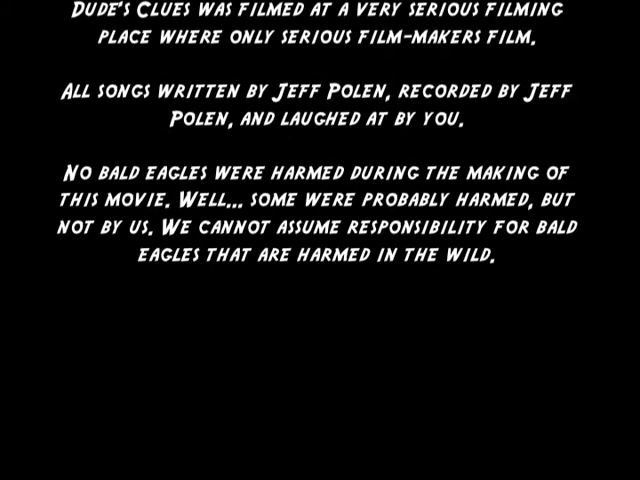 Dude's Clues was filmed at a very serious filming
place where only serious film-makers film.
All songs written by Jeff Polen, recorded by Jeff
Polen, and laughed at by you.
No bald eagles were harmed during the making of
this movie. Well... some were probably harmed, but
not by us. We cannot assume responsibility for bald
eagles that are harmed in the wild.